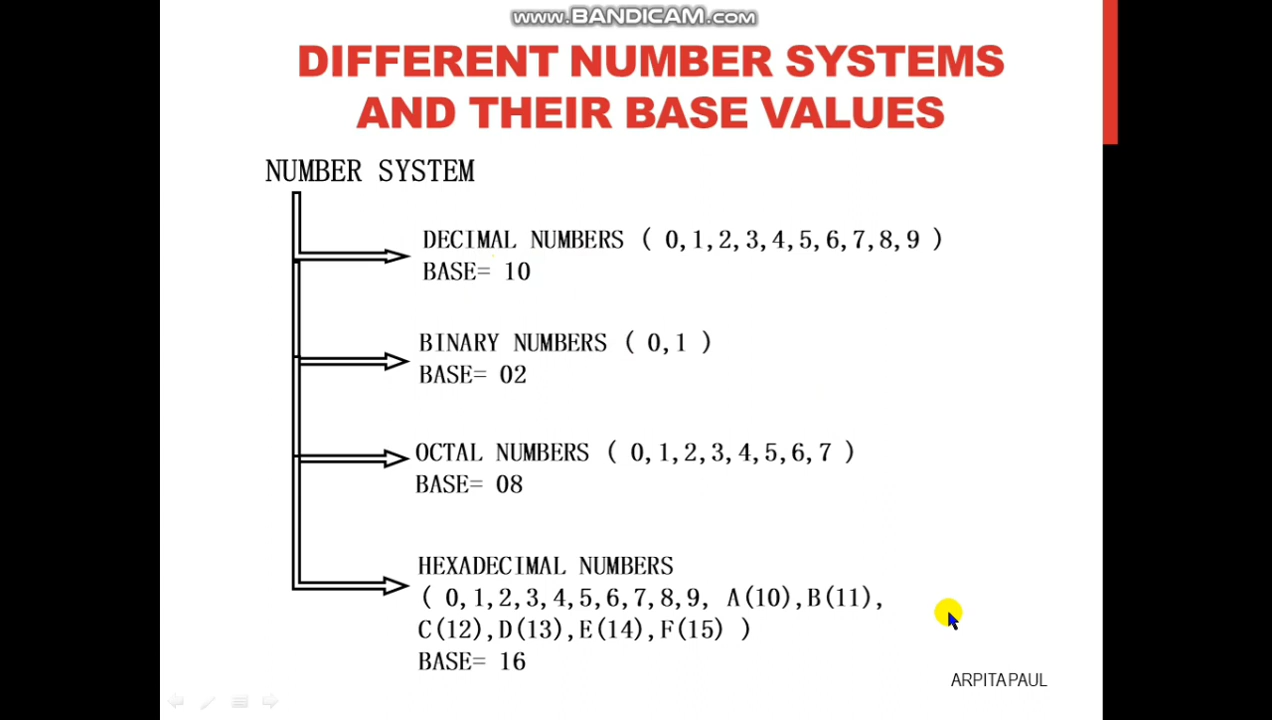 www.BANDICAM.com
DIFFERENT NUMBER SYSTEMS
AND THEIR BASE VALUES
NUMBER SYSTEM
DECIMAL NUMBERS ( 0,1,2,3,4,5,6,7,8,9 )
BASE= 10
BINARY NUMBERS ( 0,1 )
BASE= 02
OCTAL NUMBERS ( 0,1,2,3,4,5,6,7 )
BASE= 08
HEXADECIMAL NUMBERS
( 0,1,2,3,4,5,6,7,8,9, A(10),B(11),
C(12),D(13),E(14),F(15) )
BASE= 16
ARPITA PAUL